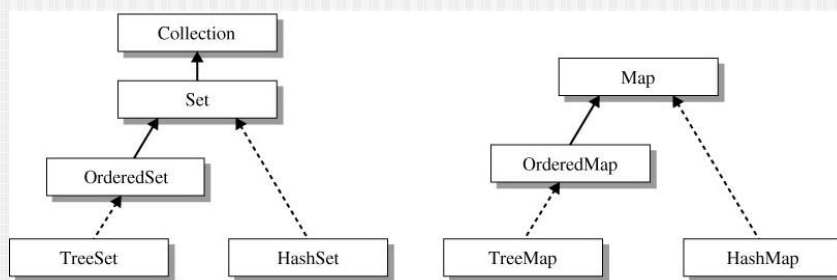 Collection
Set
OrderedSet
TreeSet
HashSet
Map
OrderedMap
TreeMap
HashMap